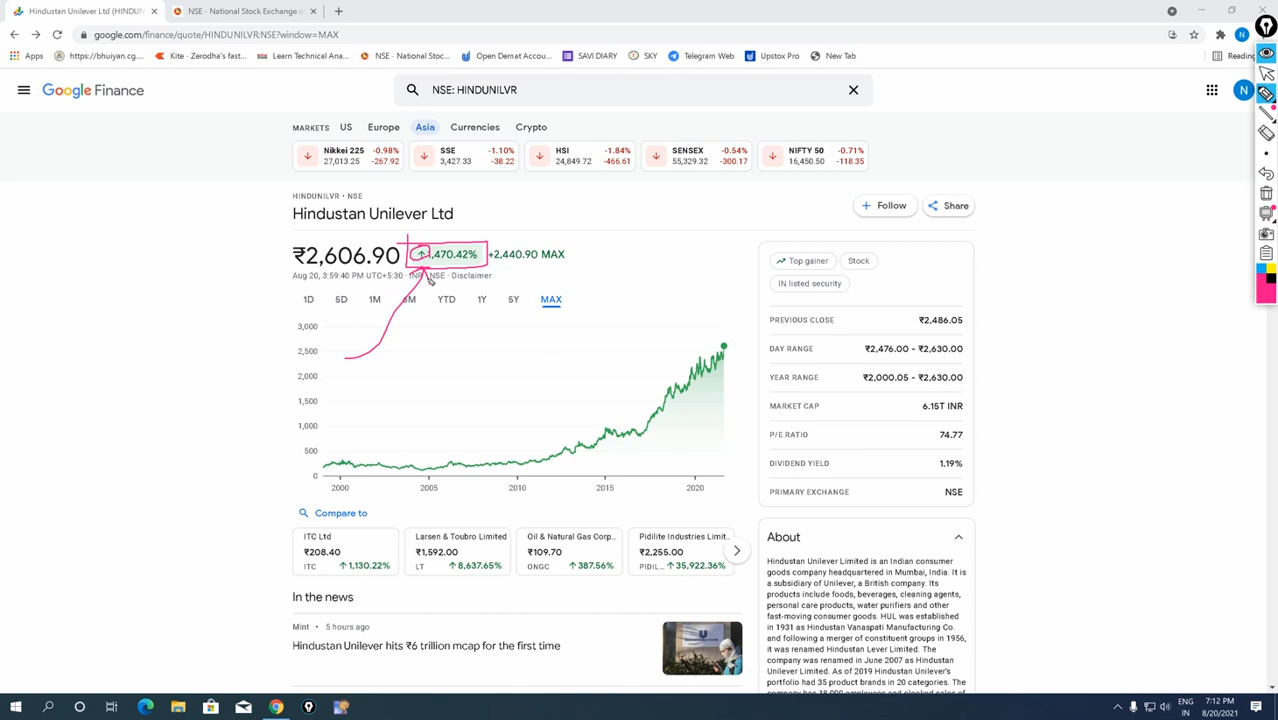 Hindustan Unilever Ltd (HINDU
NSE - National Stock Exchange o
google.com/finance/quote/HINDUNILVR:NSE?window=MAX
N
Apps
https://bhuiyan.cg....
Kite - Zerodha's fast...
Learn Technical Ana...
NSE - National Stoc...
Open Demat Accou...
SAVI DIARY
SKY
Telegram Web
Upstox Pro
New Tab
Reading
Google Finance
NSE: HINDUNILVR
N
MARKETS US Europe Asia Currencies Crypto
Nikkei 225 -0.98%
27,013.25 -267.92
SSE -1.10%
3,427.33 -38.22
HSI -1.84%
24,849.72 -466.61
SENSEX -0.54%
55,329.32 -300.17
NIFTY 50 -0.71%
16,450.50 -118.35
HINDUNILVR • NSE
Hindustan Unilever Ltd
Follow
Share
₹2,606.90 ↑1,470.42% +2,440.90 MAX
Aug 20, 3:59:40 PM UTC+5:30 · INR · NSE · Disclaimer
1D 5D 1M 6M YTD 1Y 5Y MAX
3,000
2,500
2,000
1,500
1,000
500
0
2000 2005 2010 2015 2020
Compare to
ITC Ltd
₹208.40
ITC ↑1,130.22%
Larsen & Toubro Limited
₹1,592.00
LT ↑8,637.65%
Oil & Natural Gas Corp...
₹109.70
ONGC ↑387.56%
Pidilite Industries Limit...
₹2,255.00
PIDIL... ↑35,922.36%
In the news
Mint • 5 hours ago
Hindustan Unilever hits ₹6 trillion mcap for the first time
Top gainer
Stock
IN listed security
PREVIOUS CLOSE ₹2,486.05
DAY RANGE ₹2,476.00 - ₹2,630.00
YEAR RANGE ₹2,000.05 - ₹2,630.00
MARKET CAP 6.15T INR
P/E RATIO 74.77
DIVIDEND YIELD 1.19%
PRIMARY EXCHANGE NSE
About
Hindustan Unilever Limited is an Indian consumer
goods company headquartered in Mumbai, India. It is
a subsidiary of Unilever, a British company. Its
products include foods, beverages, cleaning agents,
personal care products, water purifiers and other
fast-moving consumer goods. HUL was established
in 1931 as Hindustan Vanaspati Manufacturing Co.
and following a merger of constituent groups in 1956,
it was renamed Hindustan Lever Limited. The
company was renamed in June 2007 as Hindustan
Unilever Limited. As of 2019 Hindustan Unilever's
portfolio had 35 product brands in 20 categories. The
company has 18,000 employees and clocked sales of
ENG
IN
7:12 PM
8/20/2021